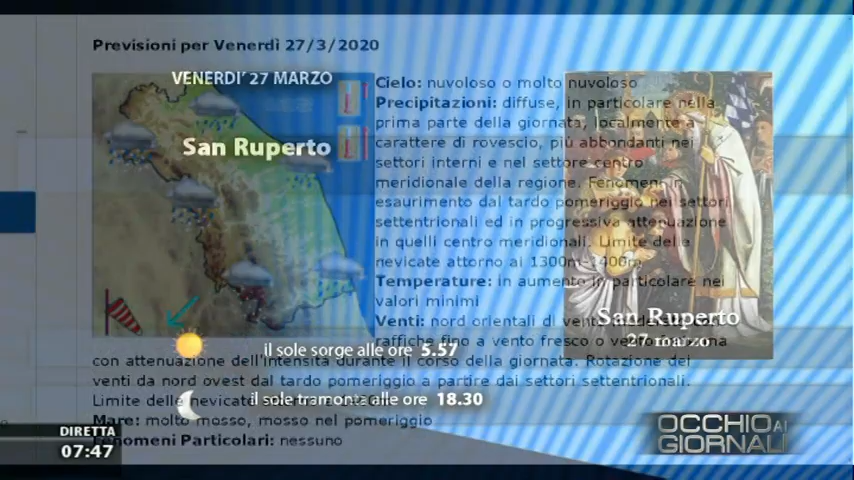 Previsioni per Venerdì 27/3/2020
VENERDI' 27 MARZO
San Ruperto
Cielo: nuvoloso o molto nuvoloso
Precipitazioni: diffuse, in particolare nella
prima parte della giornata, localmente a
carattere di rovescio, più abbondanti nei
settori interni e nel settore centro
meridionale della regione. Fenomeni in
esaurimento dal tardo pomeriggio nei settori
settentrionali ed in progressiva attenuazione
in quelli centro meridionali. Limite delle
nevicate attorno ai 1300m-1400m.
Temperature: in aumento in particolare nei
valori minimi
Venti: nord orientali di
raffiche fino a vento fresco o
con attenuazione dell'intensità durante il corso della giornata. Rotazione dei
venti da nord ovest dal tardo pomeriggio a partire dai settori settentrionali.
Limite delle nevicate
Mare: molto mosso, mosso nel pomeriggio
Fenomeni Particolari: nessuno
San Ruperto
27 marzo
il sole sorge alle ore 5.57
il sole tramonta alle ore 18.30
DIRETTA
07:47
OCCHIO AI
GIORNALI